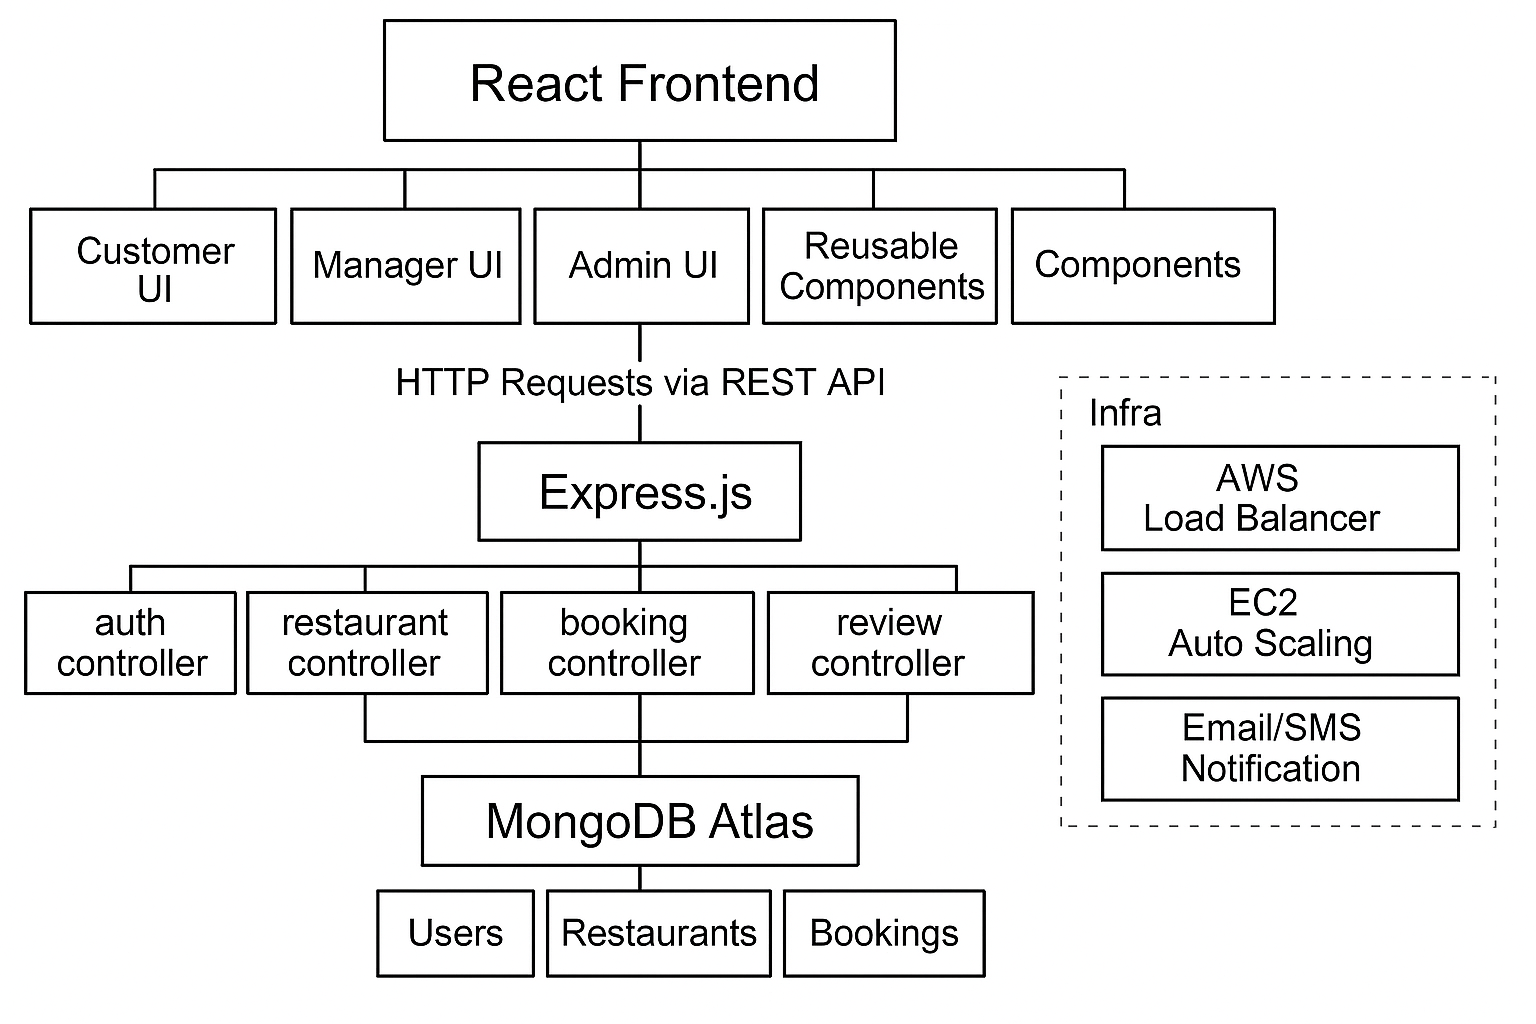 React Frontend
Customer
UI
Manager UI
Admin UI
Reusable
Components
Components
HTTP Requests via REST API
Express.js
auth
controller
restaurant
controller
booking
controller
review
controller
MongoDB Atlas
Users
Restaurants
Bookings
Infra
AWS
Load Balancer
EC2
Auto Scaling
Email/SMS
Notification